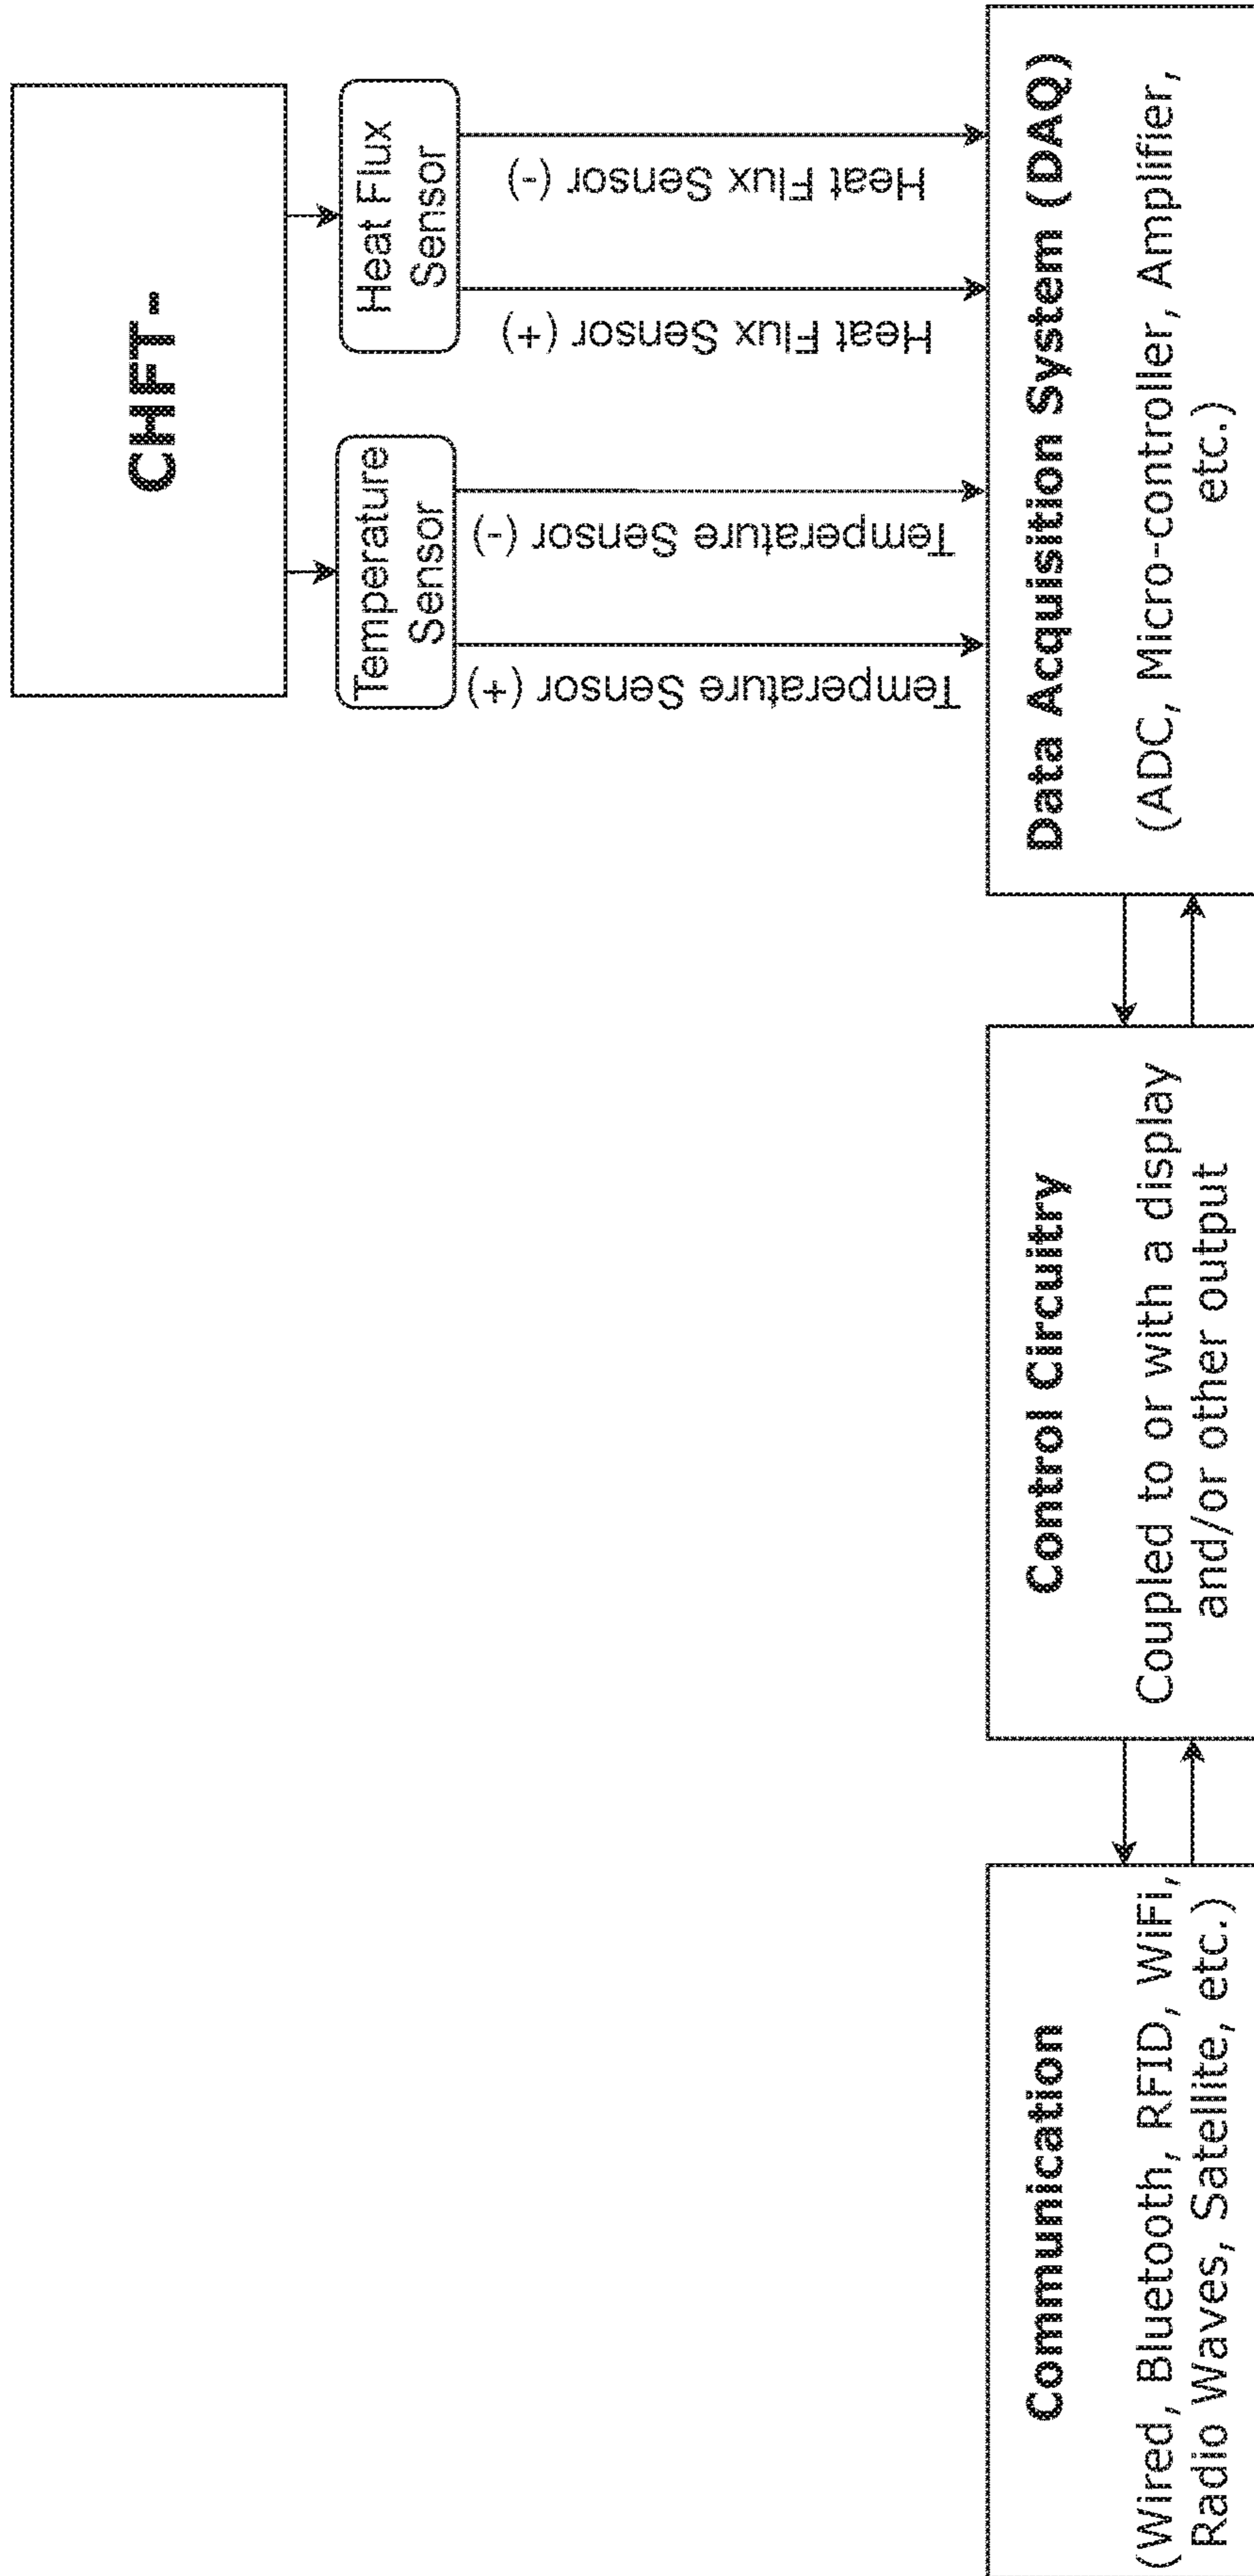 CHFT-
Temperature
Sensor
Heat Flux
Sensor
Temperature Sensor (+)
Temperature Sensor (-)
Heat Flux Sensor (+)
Heat Flux Sensor (-)
Communication
(Wired, Bluetooth, RFID, WiFi,
Radio Waves, Satellite, etc.)
Control Circuitry
Coupled to or with a display
and/or other output
Data Acquisition System (DAQ)
(ADC, Micro-controller, Amplifier,
etc.)